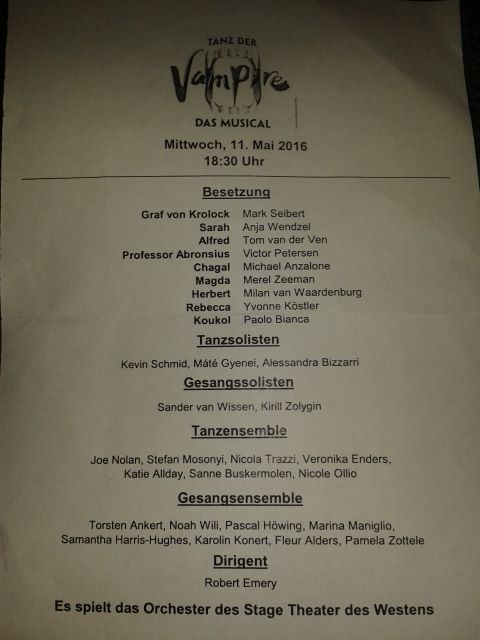 TANZ DER
Vampire
DAS MUSICAL
Mittwoch, 11. Mai 2016
18:30 Uhr
Besetzung
Graf von Krolock Mark Seibert
Sarah Anja Wendzel
Alfred Tom van der Ven
Professor Abronsius Victor Petersen
Chagal Michael Anzalone
Magda Merel Zeeman
Herbert Milan van Waardenburg
Rebecca Yvonne Köstler
Koukol Paolo Bianca
Tanzsolisten
Kevin Schmid, Máté Gyenei, Alessandra Bizzarri
Gesangssolisten
Sander van Wissen, Kirill Zolygin
Tanzensemble
Joe Nolan, Stefan Mosonyi, Nicola Trazzi, Veronika Enders,
Katie Allday, Sanne Buskermolen, Nicole Ollio
Gesangsensemble
Torsten Ankert, Noah Wili, Pascal Höwing, Marina Maniglio,
Samantha Harris-Hughes, Karolin Konert, Fleur Alders, Pamela Zottele
Dirigent
Robert Emery
Es spielt das Orchester des Stage Theater des Westens